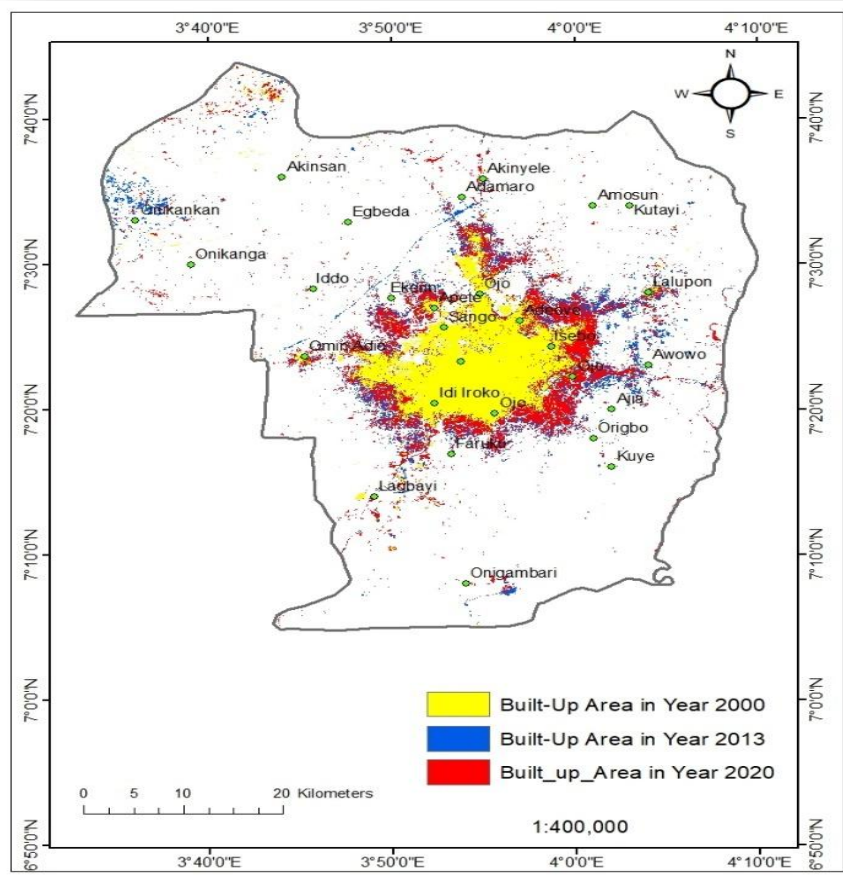 3°40'0"E 3°50'0"E 4°0'0"E 4°10'0"E
N
W E
S
7°40'0"N 7°40'0"N
Akinsan
Akinyele
Adamaro
Amosun
Kutayi
Egbeda
Onikanga
7°30'0"N 7°30'0"N
Iddo
Ojo
Lalupon
Apete
Sango
Adeoye
Isebo
Omin Adio
Ojo
Awowo
Idi Iroko
Ojo
Ajia
7°20'0"N 7°20'0"N
Origbo
Faruku
Kuye
Lagbayi
7°10'0"N 7°10'0"N
Onigambari
7°0'0"N 7°0'0"N
Built-Up Area in Year 2000
Built-Up Area in Year 2013
Built_up_Area in Year 2020
0 5 10 20 Kilometers
1:400,000
6°50'0"N 6°50'0"N
3°40'0"E 3°50'0"E 4°0'0"E 4°10'0"E